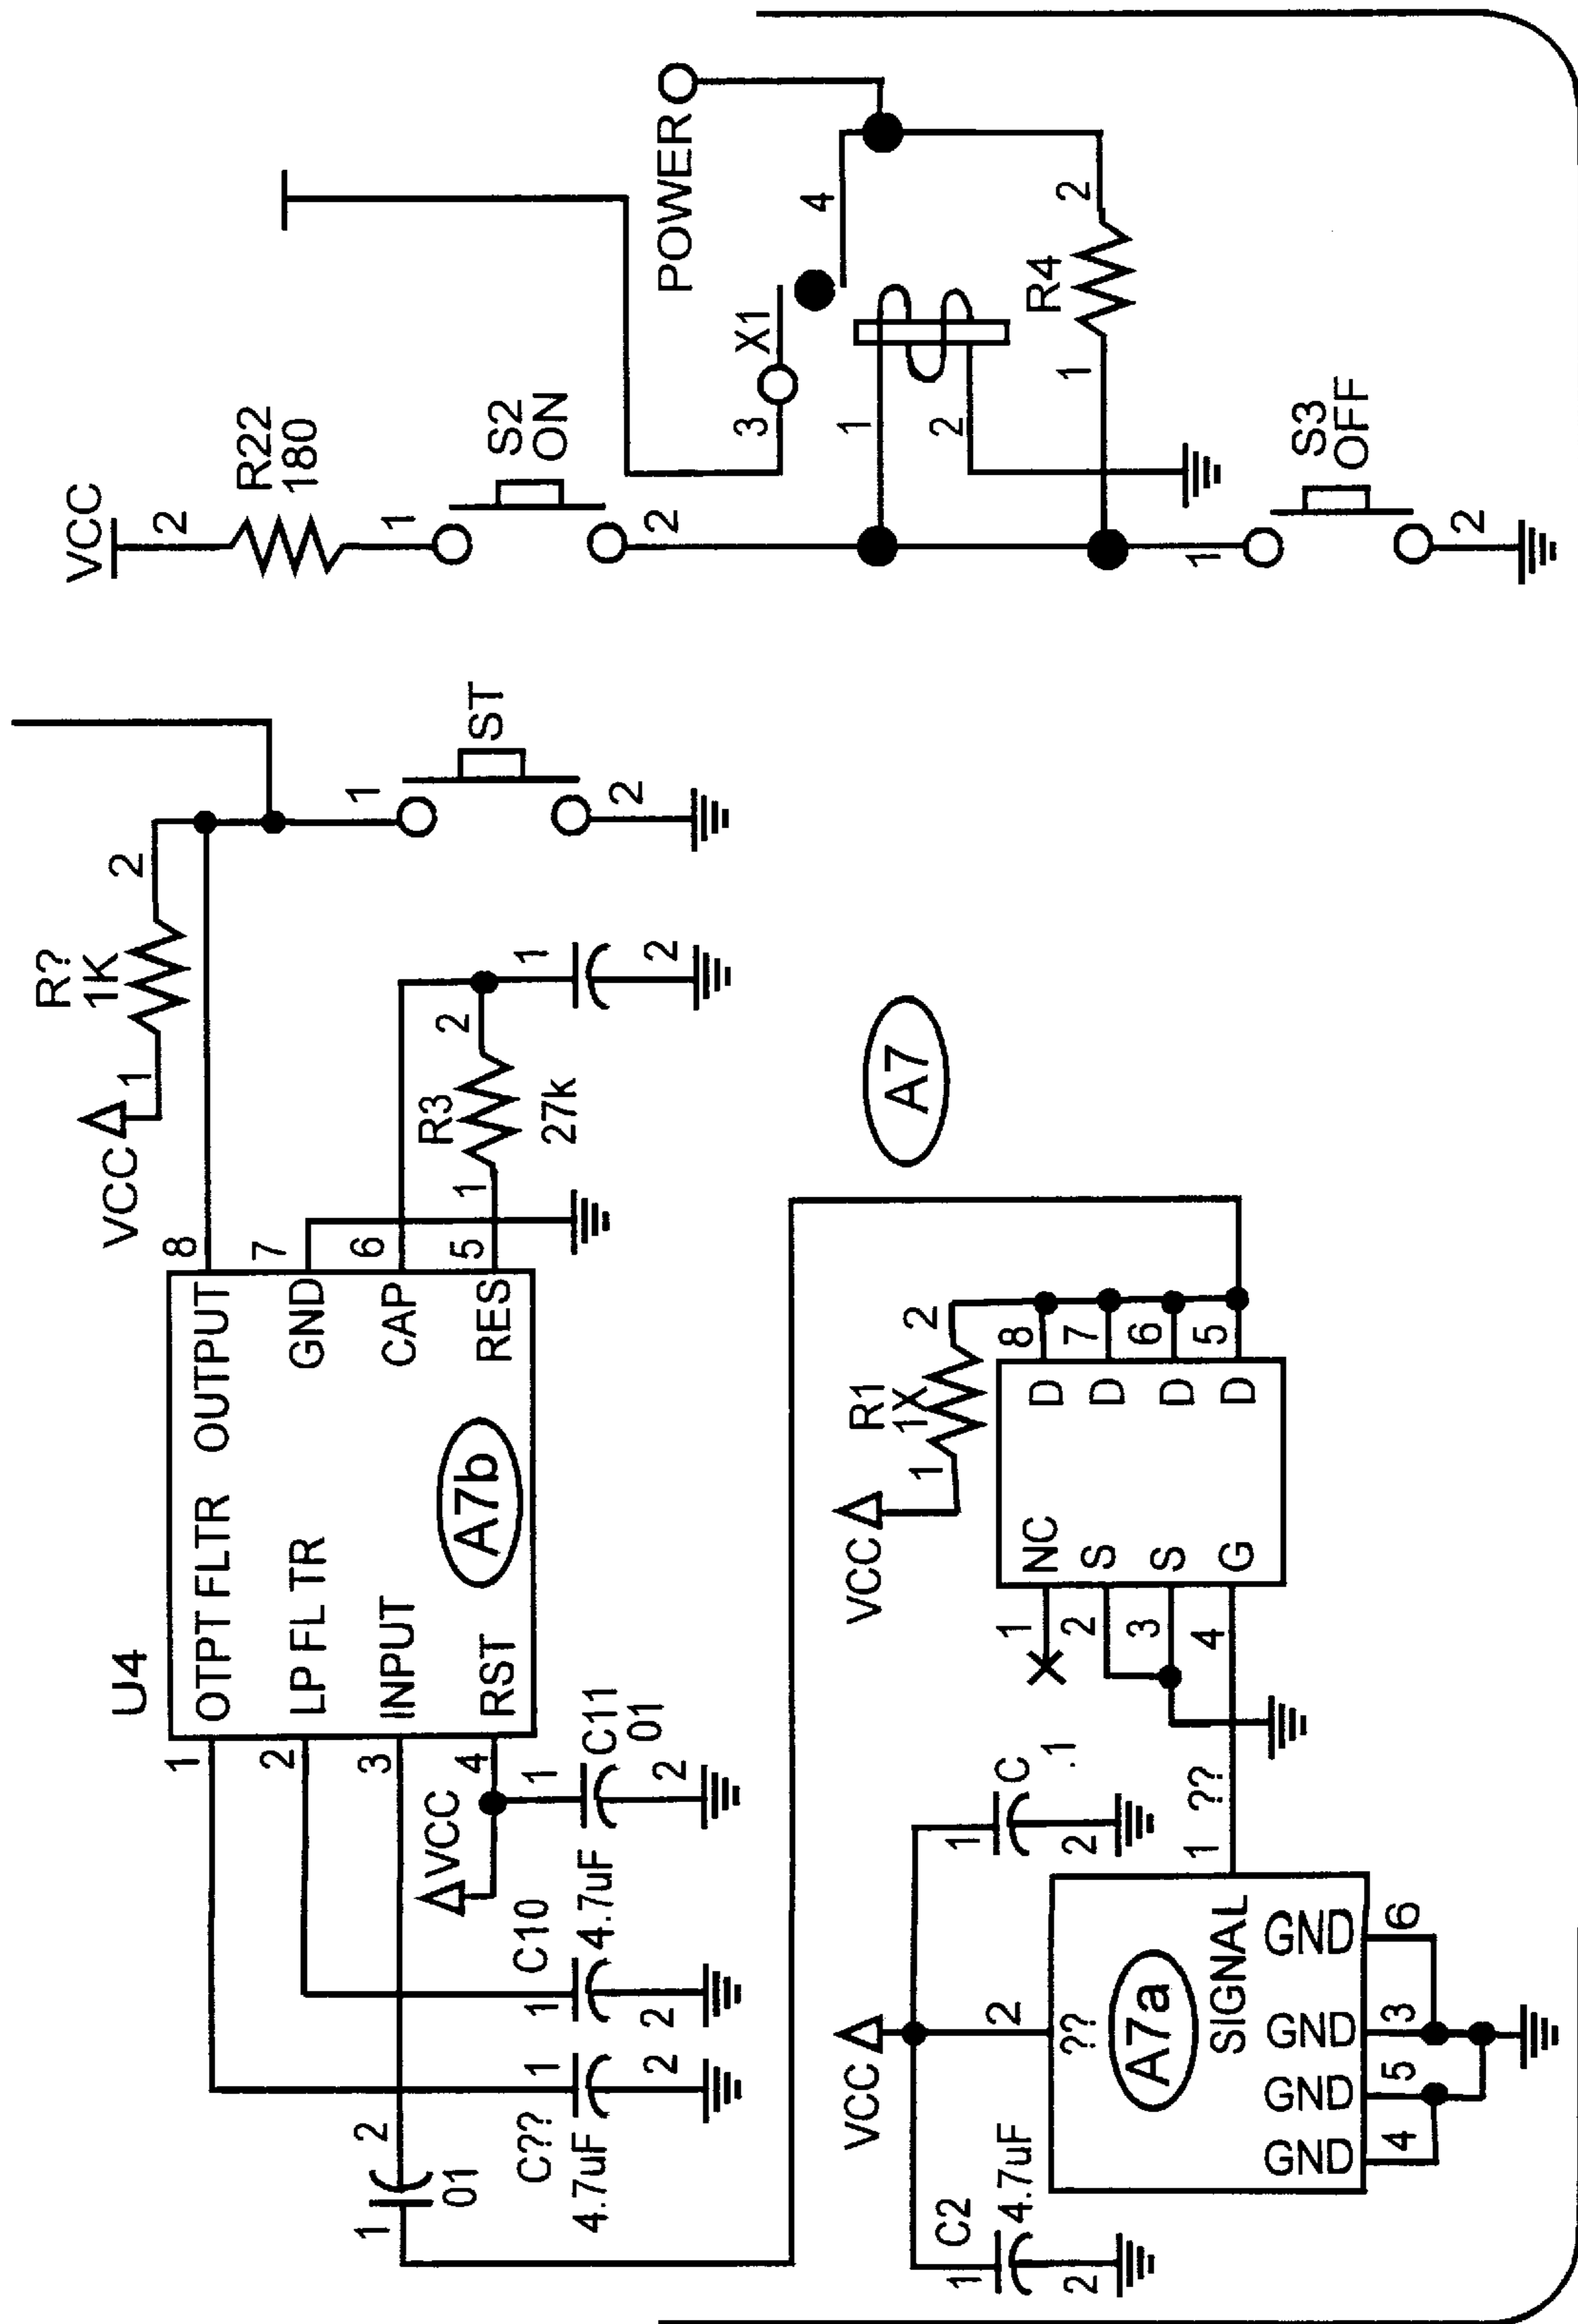 U4
OTPT FLTR OUTPUT
LP FL TR
GND
INPUT
CAP
RST
RES
A7b
1
2
3
4
8
7
6
5
VCC
R?
1K
1
2
1
ST
2
R3
27k
1
2
1
2
VCC
C11
01
1
2
C10
4.7uF
1
2
C??
4.7uF
1
2
1
2
01
A7
VCC
R1
1X
1
2
NC
S
S
G
D
D
D
D
1
2
3
4
8
7
6
5
VCC
C2
4.7uF
1
2
C
.1
1
2
2
??
A7a
SIGNAL
1
??
GND
GND
GND
GND
4
5
3
6
VCC
2
R22
180
1
S2
ON
2
POWER
X1
3
4
1
2
R4
1
2
S3
OFF
1
2